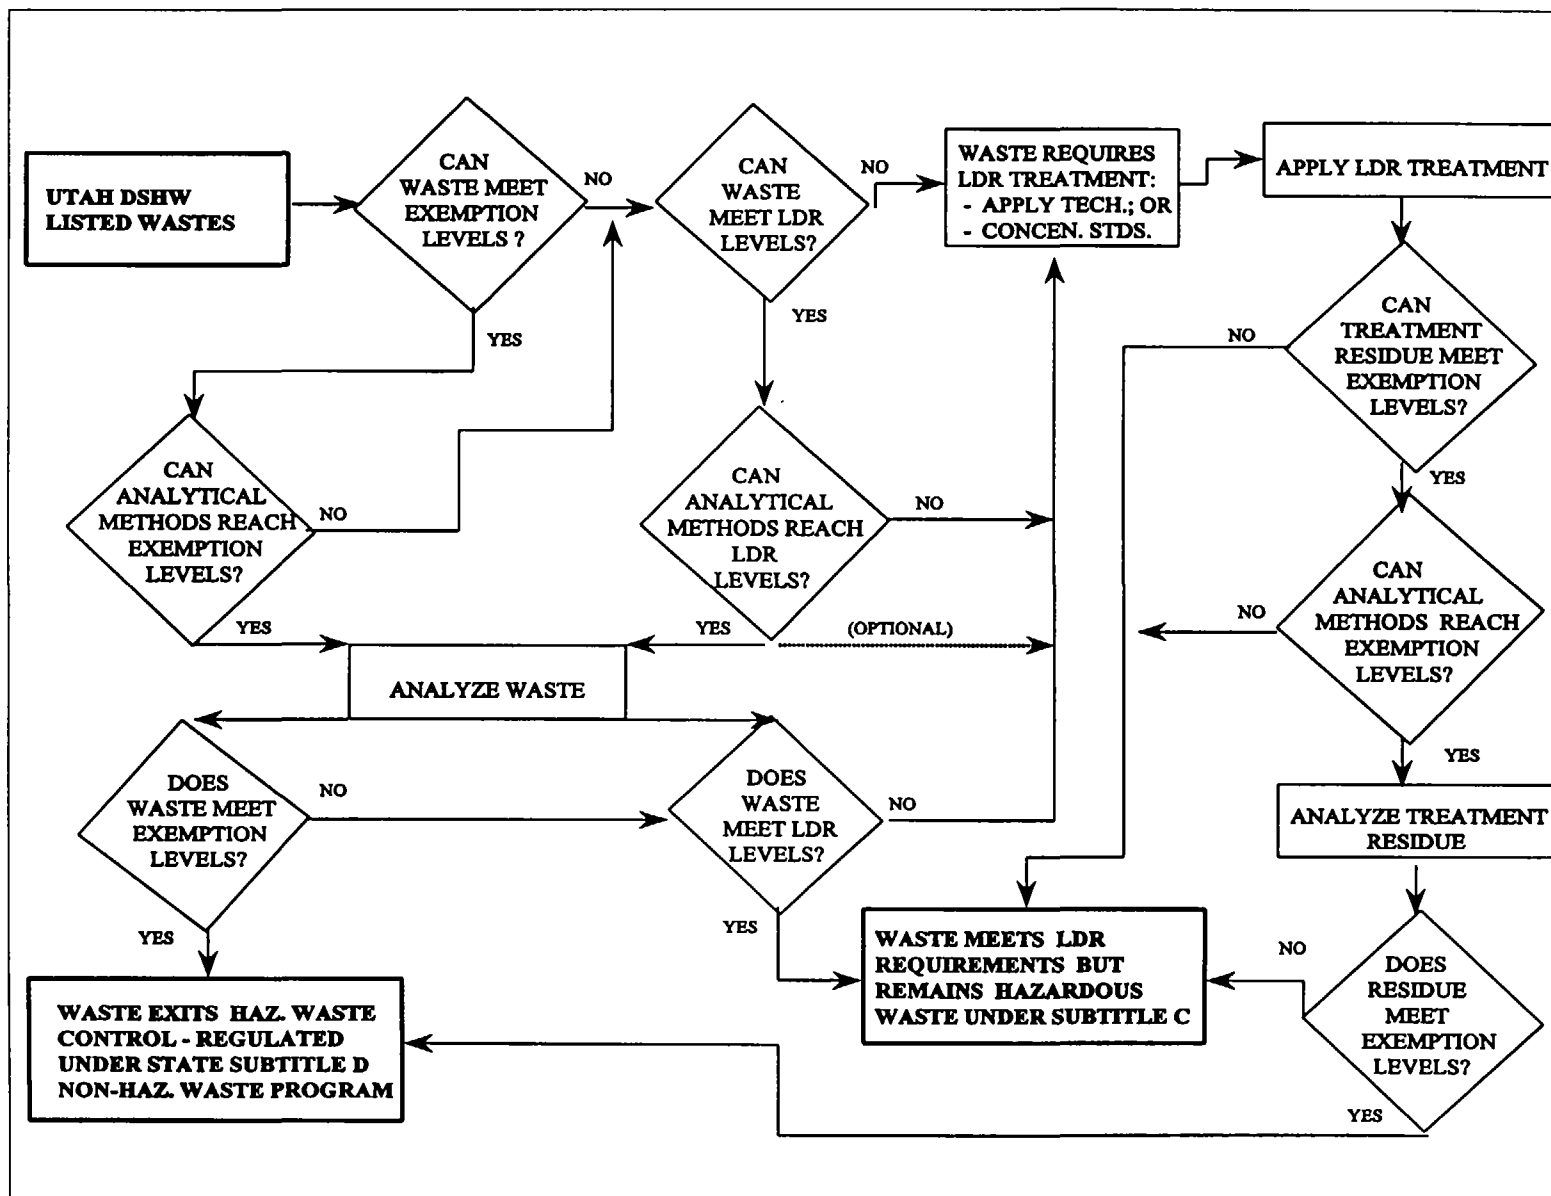 UTAH DSHW
LISTED WASTES
CAN
WASTE MEET
EXEMPTION
LEVELS ?
NO
YES
CAN
WASTE
MEET LDR
LEVELS?
NO
YES
WASTE REQUIRES
LDR TREATMENT:
- APPLY TECH.; OR
- CONCEN. STDS.
APPLY LDR TREATMENT
CAN
TREATMENT
RESIDUE MEET
EXEMPTION
LEVELS?
NO
YES
CAN
ANALYTICAL
METHODS REACH
EXEMPTION
LEVELS?
NO
YES
CAN
ANALYTICAL
METHODS REACH
LDR
LEVELS?
NO
YES
(OPTIONAL)
CAN
ANALYTICAL
METHODS REACH
EXEMPTION
LEVELS?
NO
YES
ANALYZE WASTE
DOES
WASTE MEET
EXEMPTION
LEVELS?
NO
YES
DOES
WASTE
MEET LDR
LEVELS?
NO
YES
ANALYZE TREATMENT
RESIDUE
WASTE EXITS HAZ. WASTE
CONTROL - REGULATED
UNDER STATE SUBTITLE D
NON-HAZ. WASTE PROGRAM
WASTE MEETS LDR
REQUIREMENTS BUT
REMAINS HAZARDOUS
WASTE UNDER SUBTITLE C
NO
DOES
RESIDUE
MEET
EXEMPTION
LEVELS?
YES